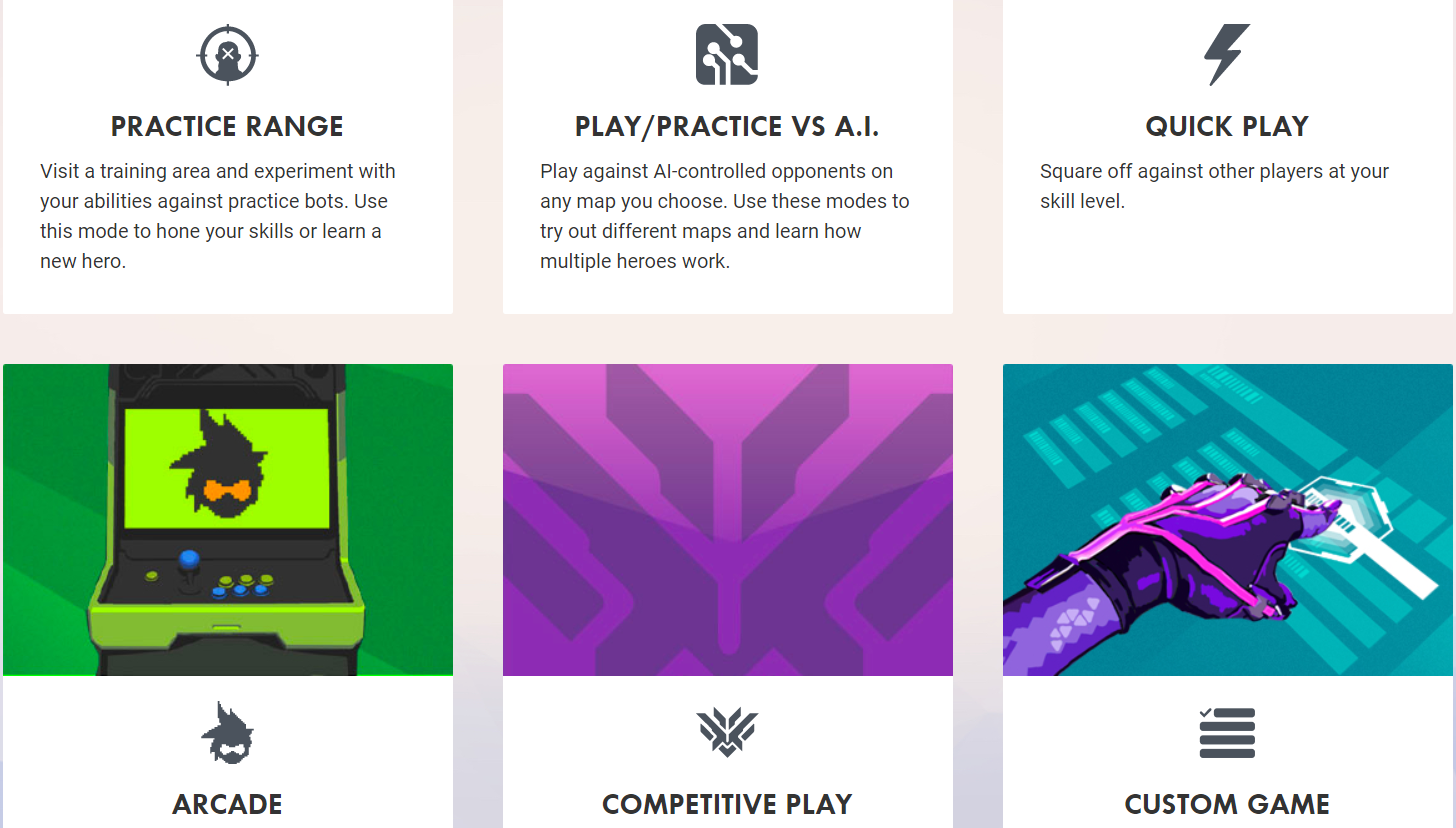 PRACTICE RANGE
Visit a training area and experiment with
your abilities against practice bots. Use
this mode to hone your skills or learn a
new hero.
PLAY/PRACTICE VS A.I.
Play against AI-controlled opponents on
any map you choose. Use these modes to
try out different maps and learn how
multiple heroes work.
QUICK PLAY
Square off against other players at your
skill level.
ARCADE
COMPETITIVE PLAY
CUSTOM GAME